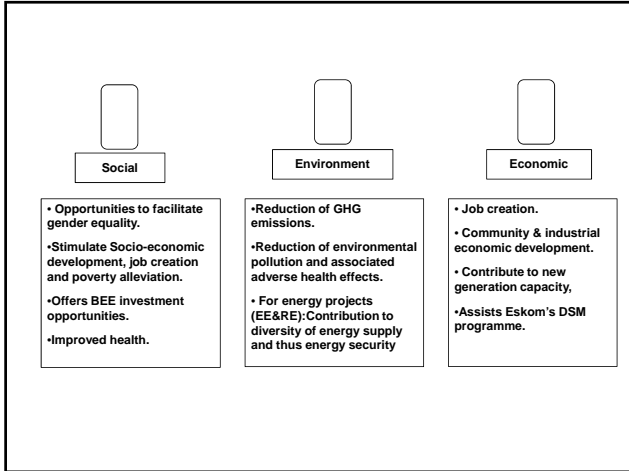 Social
• Opportunities to facilitate
gender equality.
•Stimulate Socio-economic
development, job creation
and poverty alleviation.
•Offers BEE investment
opportunities.
•Improved health.
Environment
•Reduction of GHG
emissions.
•Reduction of environmental
pollution and associated
adverse health effects.
• For energy projects
(EE&RE):Contribution to
diversity of energy supply
and thus energy security
Economic
• Job creation.
• Community & industrial
economic development.
• Contribute to new
generation capacity,
•Assists Eskom's DSM
programme.